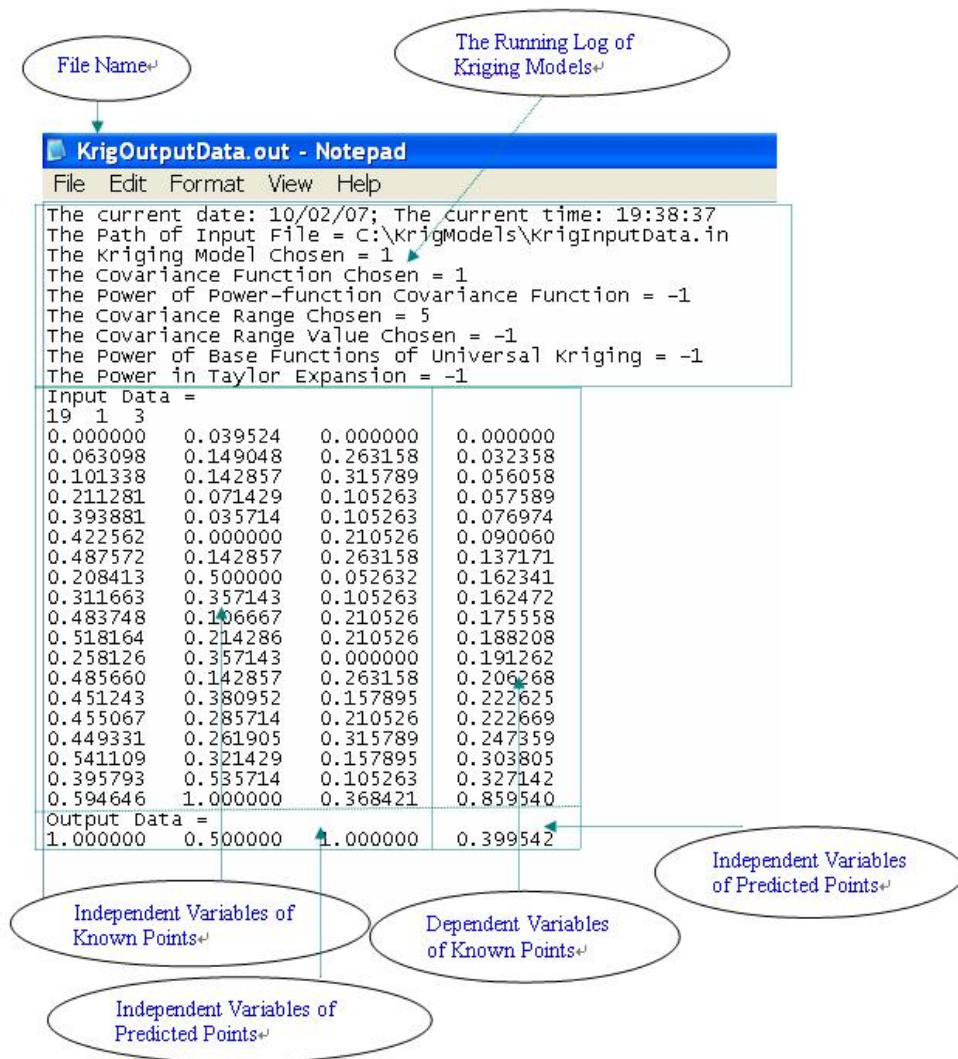 File Name↵
The Running Log of
Kriging Models↵
KrigOutputData.out - Notepad
File Edit Format View Help
The current date: 10/02/07; The current time: 19:38:37
The Path of Input File = C:\KrigModels\KrigInputData.in
The Kriging Model Chosen = 1
The Covariance Function Chosen = 1
The Power of Power-function Covariance Function = -1
The Covariance Range Chosen = 5
The Covariance Range Value Chosen = -1
The Power of Base Functions of Universal Kriging = -1
The Power in Taylor Expansion = -1
Input Data =
19 1 3
0.000000 0.039524 0.000000 0.000000
0.063098 0.149048 0.263158 0.032358
0.101338 0.142857 0.315789 0.056058
0.211281 0.071429 0.105263 0.057589
0.393881 0.035714 0.105263 0.076974
0.422562 0.000000 0.210526 0.090060
0.487572 0.142857 0.263158 0.137171
0.208413 0.500000 0.052632 0.162341
0.311663 0.357143 0.105263 0.162472
0.483748 0.106667 0.210526 0.175558
0.518164 0.214286 0.210526 0.188208
0.258126 0.357143 0.000000 0.191262
0.485660 0.142857 0.263158 0.206268
0.451243 0.380952 0.157895 0.222625
0.455067 0.285714 0.210526 0.222669
0.449331 0.261905 0.315789 0.247359
0.541109 0.321429 0.157895 0.303805
0.395793 0.535714 0.105263 0.327142
0.594646 1.000000 0.368421 0.859540
Output Data =
1.000000 0.500000 1.000000 0.399542
Independent Variables
of Predicted Points↵
Independent Variables of
Known Points↵
Dependent Variables
of Known Points↵
Independent Variables of
Predicted Points↵